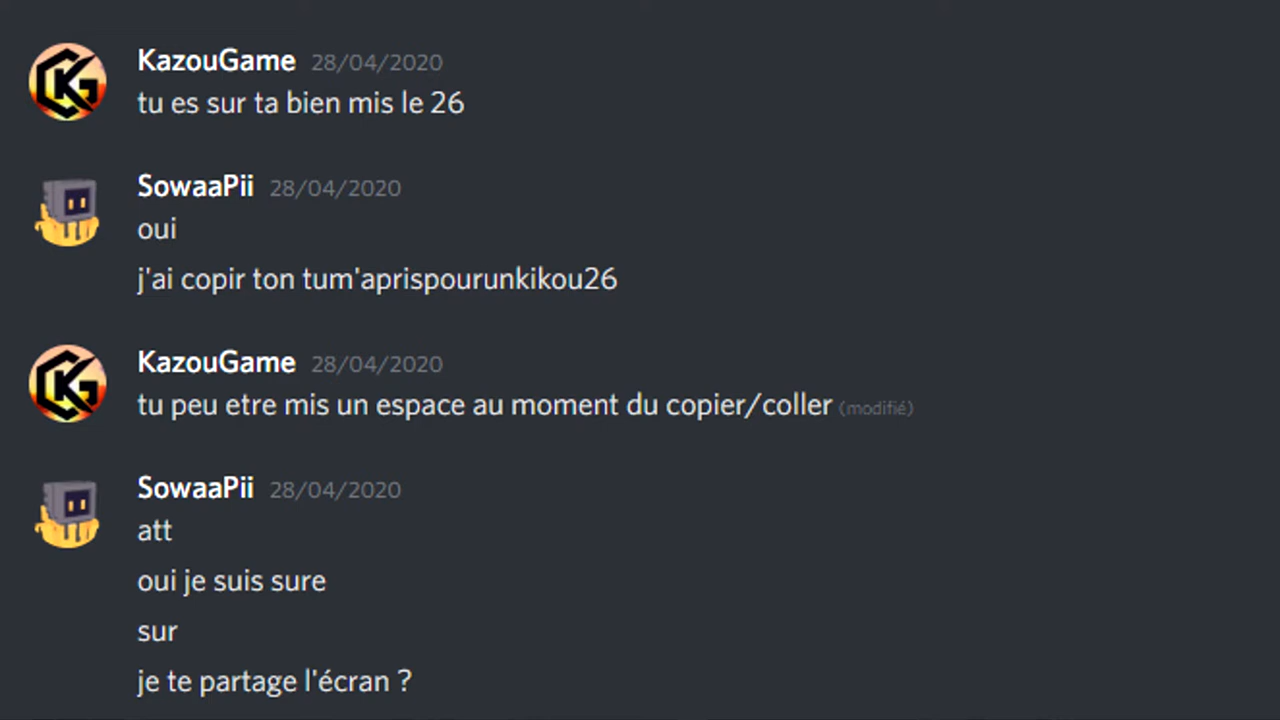 KazouGame 28/04/2020
tu es sur ta bien mis le 26
SowaaPii 28/04/2020
oui
j'ai copir ton tum'aprispourunkikou26
KazouGame 28/04/2020
tu peu etre mis un espace au moment du copier/coller (modifié)
SowaaPii 28/04/2020
att
oui je suis sure
sur
je te partage l'écran ?